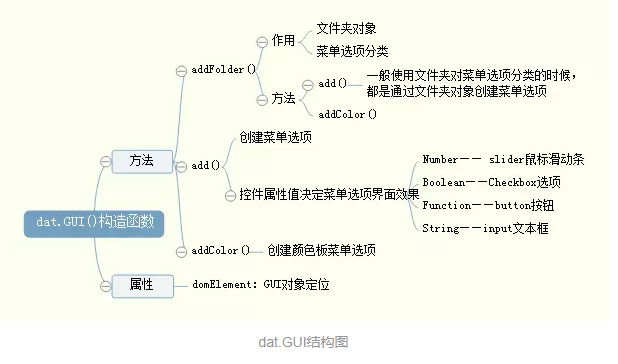 文件夹对象
作用
菜单选项分类
addFolder()
add()
一般使用文件夹对菜单选项分类的时候，
都是通过文件夹对象创建菜单选项
方法
addColor()
创建菜单选项
方法
add()
Number—— slider鼠标滑动条
Boolean——Checkbox选项
控件属性值决定菜单选项界面效果
Function——button按钮
String——input文本框
dat.GUI()构造函数
addColor()
创建颜色板菜单选项
属性
domElement：GUI对象定位
dat.GUI结构图